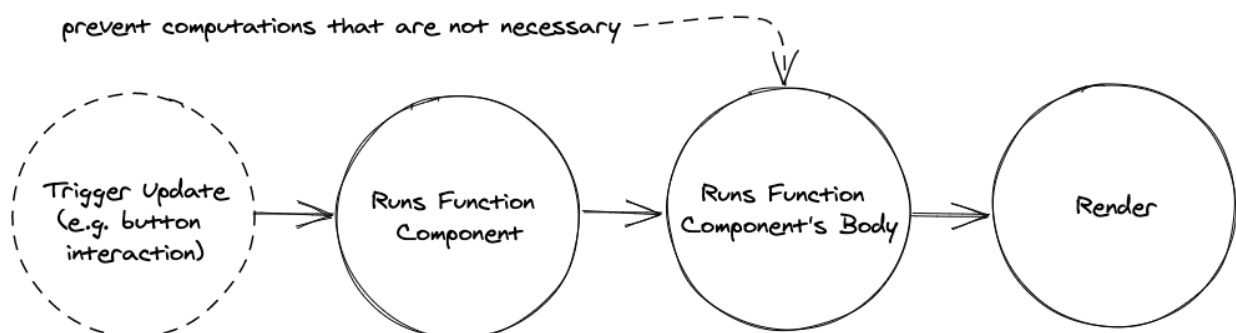 prevent computations that are not necessary
Trigger Update
(e.g. button
interaction)
Runs Function
Component
Runs Function
Component's Body
Render